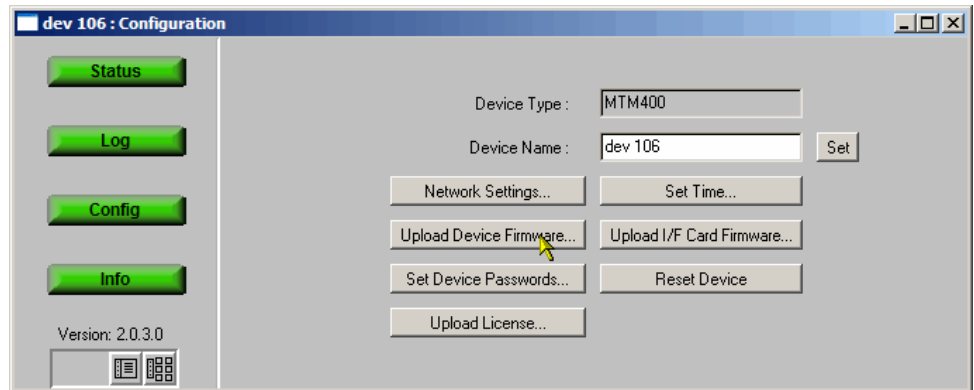 dev 106 : Configuration
Status
Log
Config
Info
Version: 2.0.3.0
Device Type :
MTM400
Device Name :
dev 106
Set
Network Settings...
Set Time...
Upload Device Firmware...
Upload I/F Card Firmware...
Set Device Passwords...
Reset Device
Upload License...